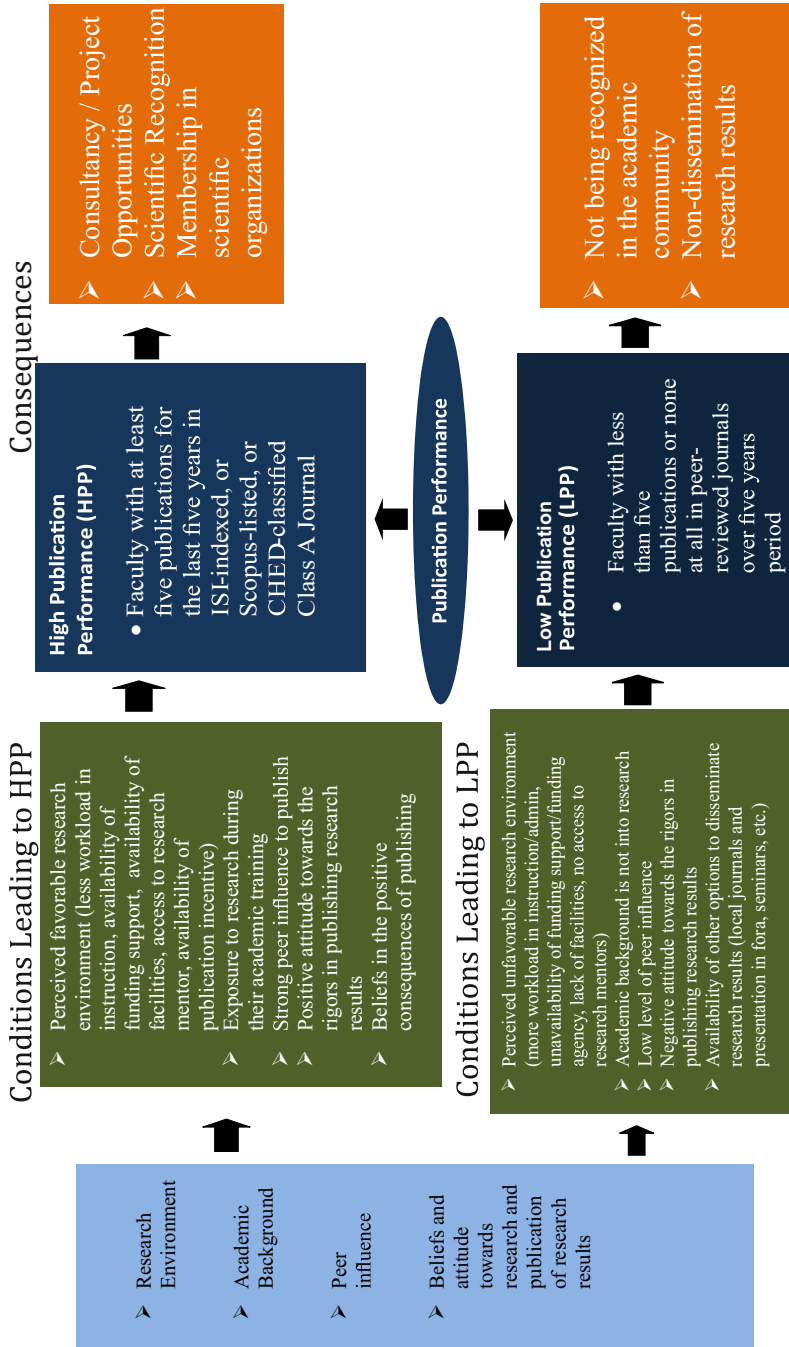 Research
Environment
Academic
Background
Peer
influence
Beliefs and
attitude
towards
research and
publication
of research
results
Conditions Leading to HPP
Perceived favorable research
environment (less workload in
instruction, availability of
funding support, availability of
facilities, access to research
mentor, availability of
publication incentive)
Exposure to research during
their academic training
Strong peer influence to publish
Positive attitude towards the
rigors in publishing research
results
Beliefs in the positive
consequences of publishing
High Publication
Performance (HPP)
• Faculty with at least
five publications for
the last five years in
ISI-indexed, or
Scopus-listed, or
CHED-classified
Class A Journal
Consequences
Consultancy / Project
Opportunities
Scientific Recognition
Membership in
scientific
organizations
Publication Performance
Conditions Leading to LPP
Perceived unfavorable research environment
(more workload in instruction/admin,
unavailability of funding support/funding
agency, lack of facilities, no access to
research mentors)
Academic background is not into research
Low level of peer influence
Negative attitude towards the rigors in
publishing research results
Availability of other options to disseminate
research results (local journals and
presentation in fora, seminars, etc.)
Low Publication
Performance (LPP)
• Faculty with less
than five
publications or none
at all in peer-
reviewed journals
over five years
period
Not being recognized
in the academic
community
Non-dissemination of
research results